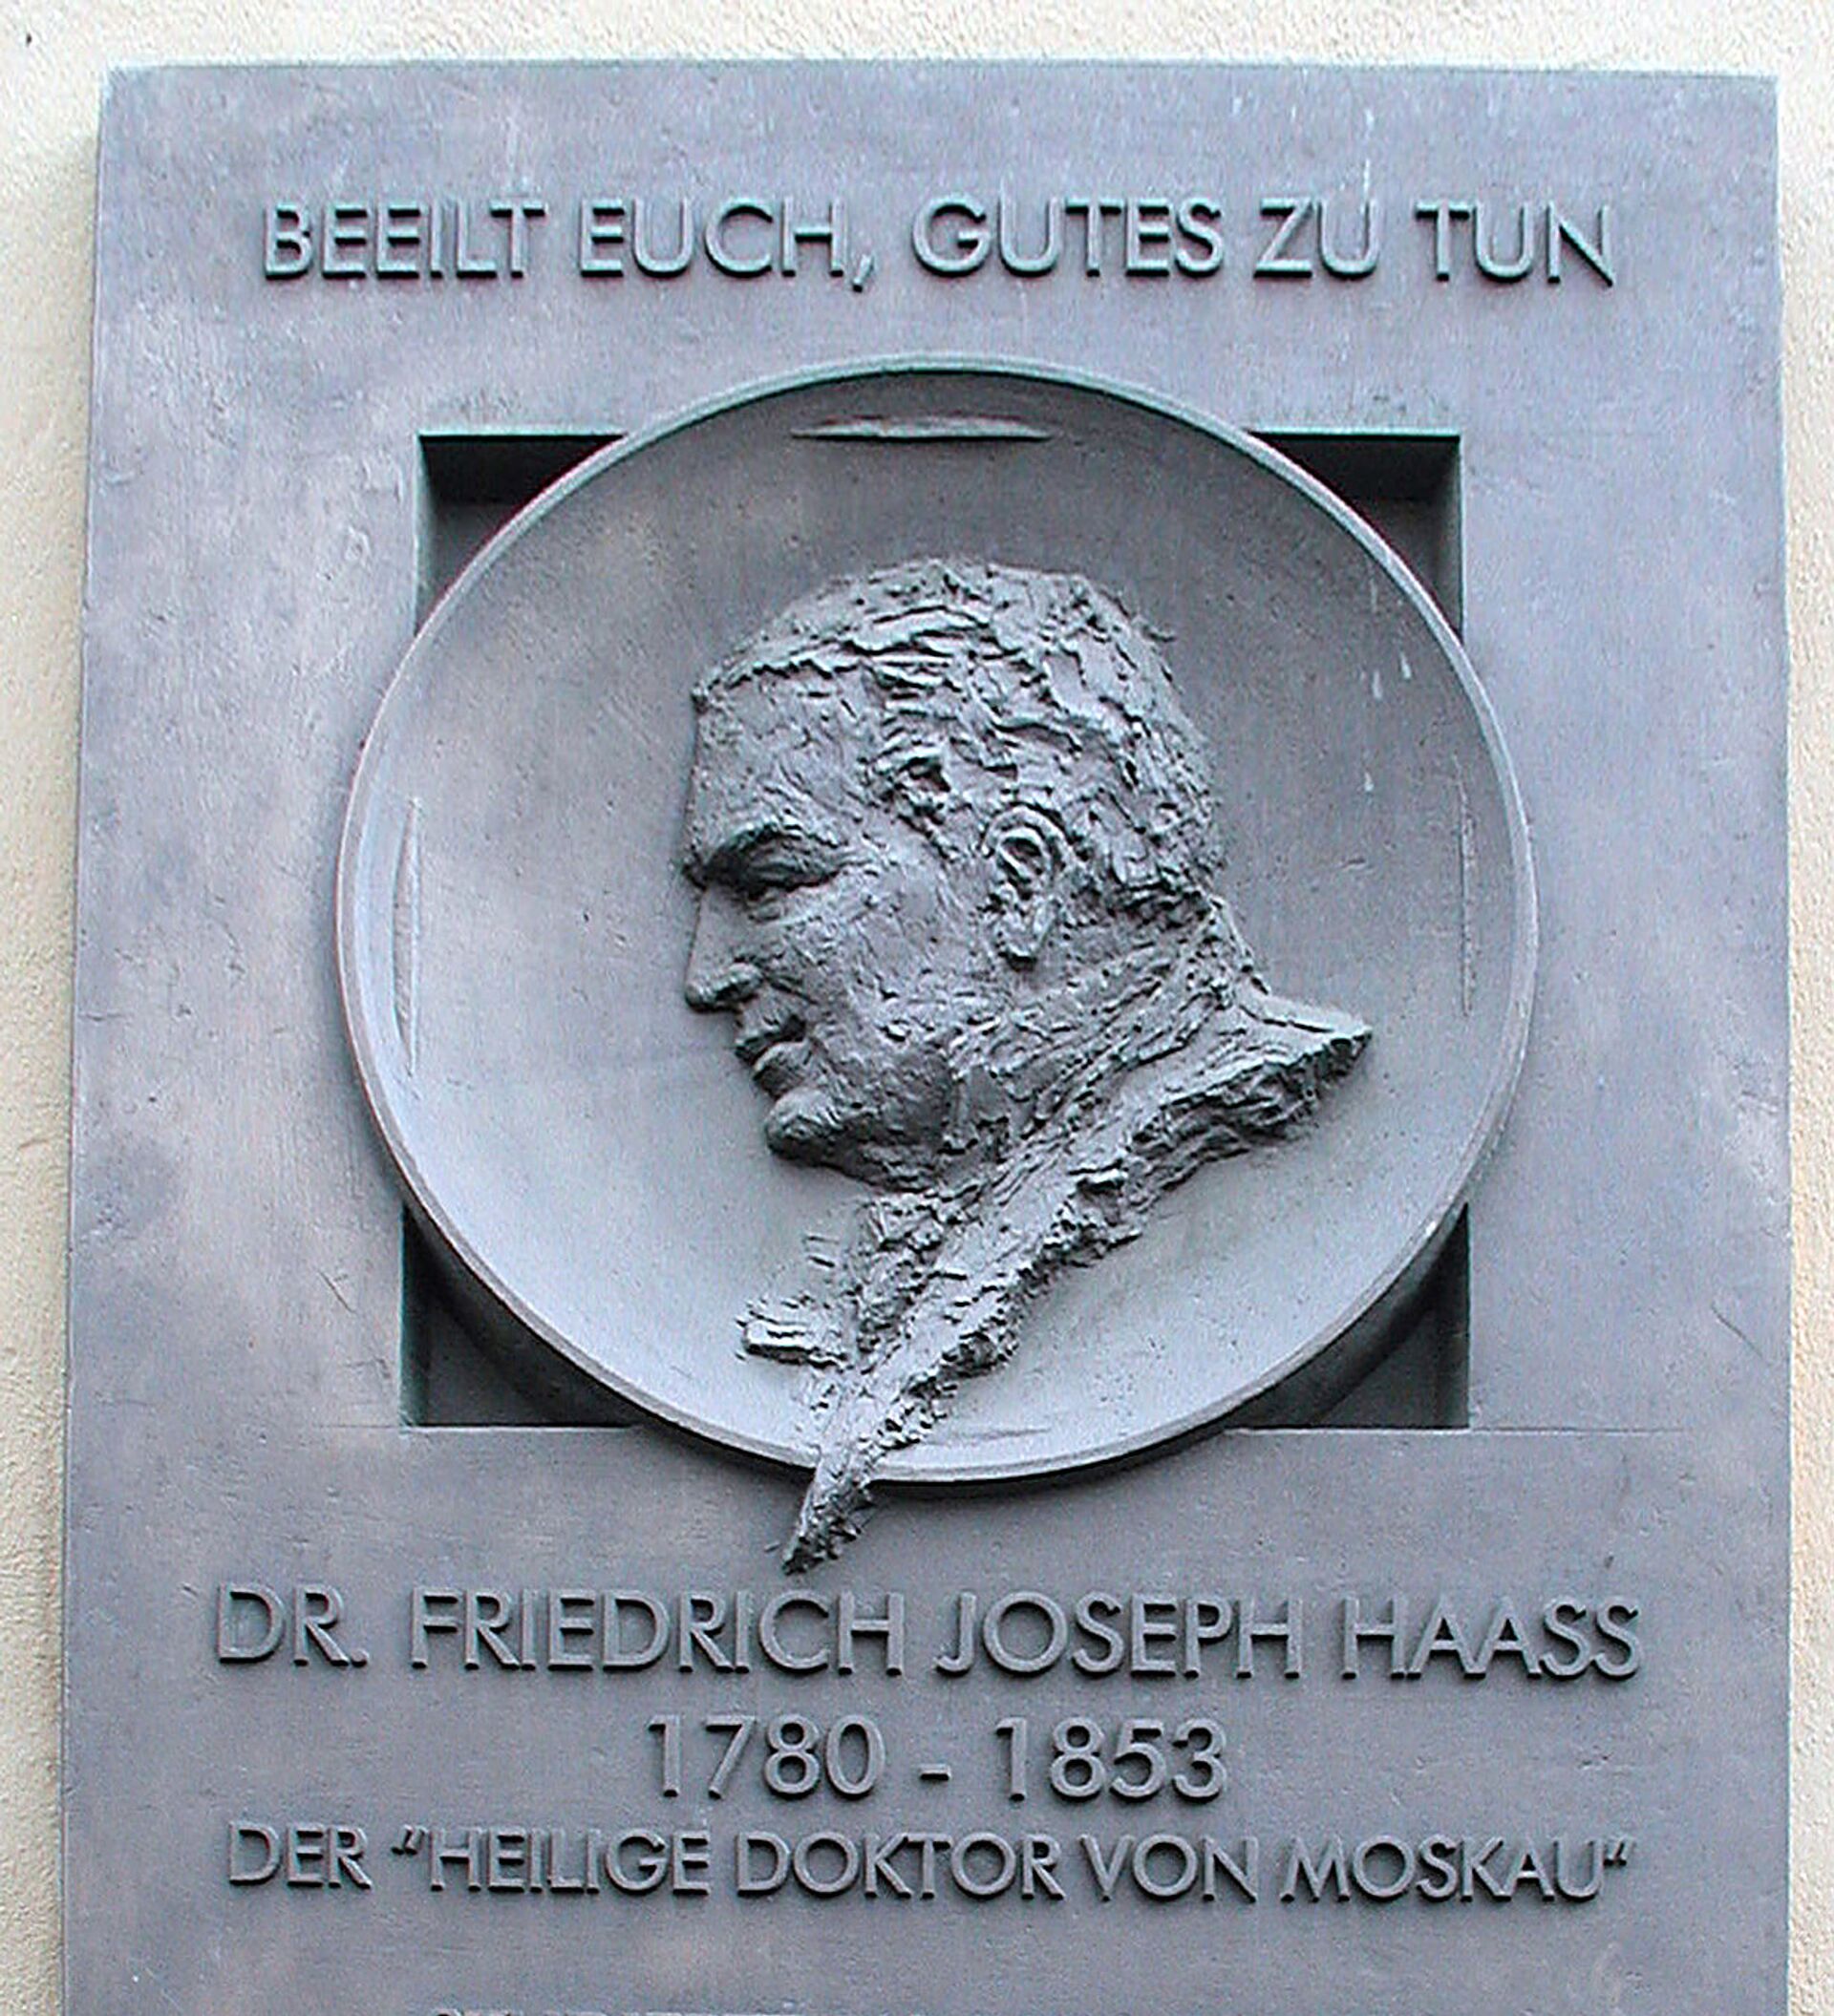 BEEILT EUCH, GUTES ZU TUN
DR. FRIEDRICH JOSEPH HAASS
1780 - 1853
DER “HEILIGE DOKTOR VON MOSKAU“